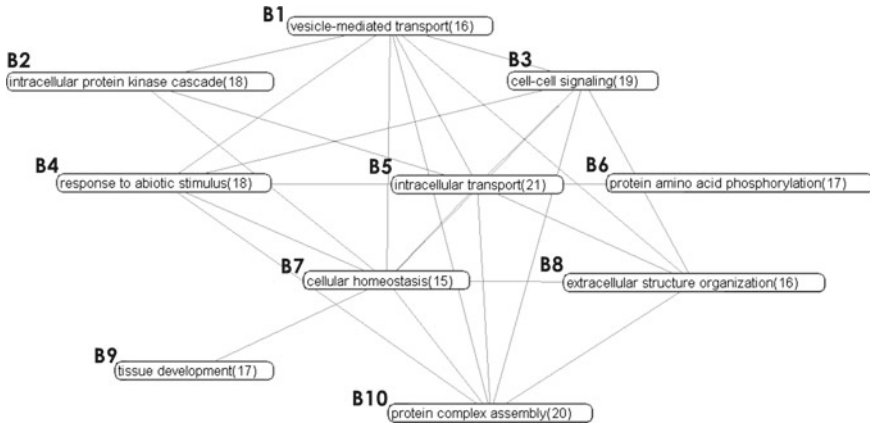 B1
vesicle-mediated transport(16)
B2
intracellular protein kinase cascade(18)
B3
cell-cell signaling(19)
B4
response to abiotic stimulus(18)
B5
intracellular transport(21)
B6
protein amino acid phosphorylation(17)
B7
cellular homeostasis(15)
B8
extracellular structure organization(16)
B9
tissue development(17)
B10
protein complex assembly(20)